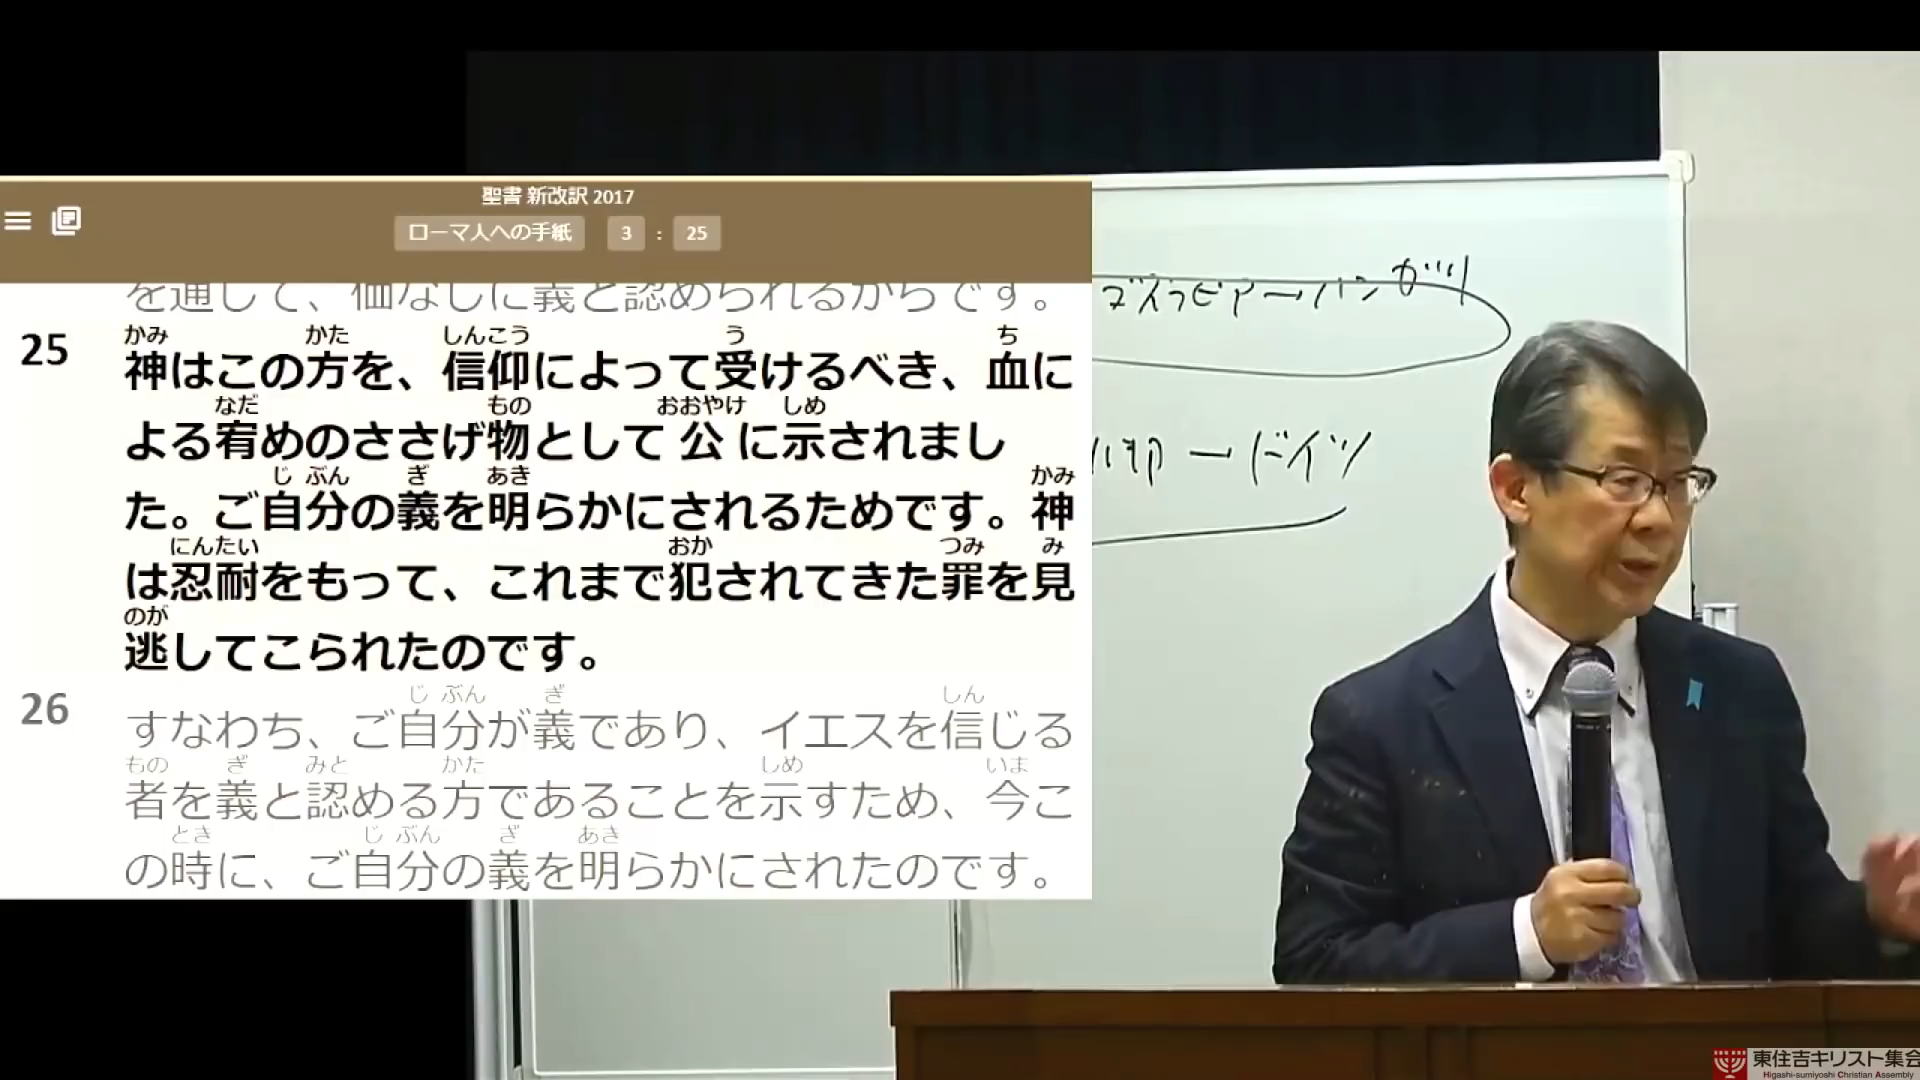 聖書 新改訳 2017
ローマ人への手紙 3 : 25
を通して、価なしに義と認められるからです。
25 神はこの方を、信仰によって受けるべき、血に
よる宥めのささげ物として公に示されまし
た。ご自分の義を明らかにされるためです。神
は忍耐をもって、これまで犯されてきた罪を見
逃してこられたのです。
26 すなわち、ご自分が義であり、イエスを信じる
者を義と認める方であることを示すため、今こ
の時に、ご自分の義を明らかにされたのです。
ドイツ
東住吉キリスト集会
Higashi-sumiyoshi Christian Assembly